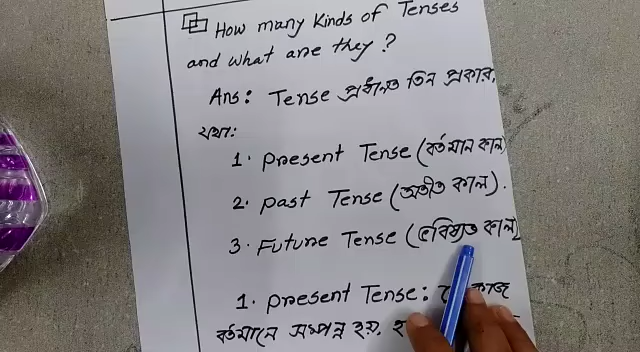 How many Kinds of Tenses
and what are they?
Ans: Tense প্রধানত তিন প্রকার,
যথা:
1. Present Tense (বর্তমান কাল)
2. Past Tense (অতীত কাল).
3. Future Tense (ভবিষ্যত কাল)
1. Present Tense: কাজ
বর্তমানে সম্পন্ন হয়,